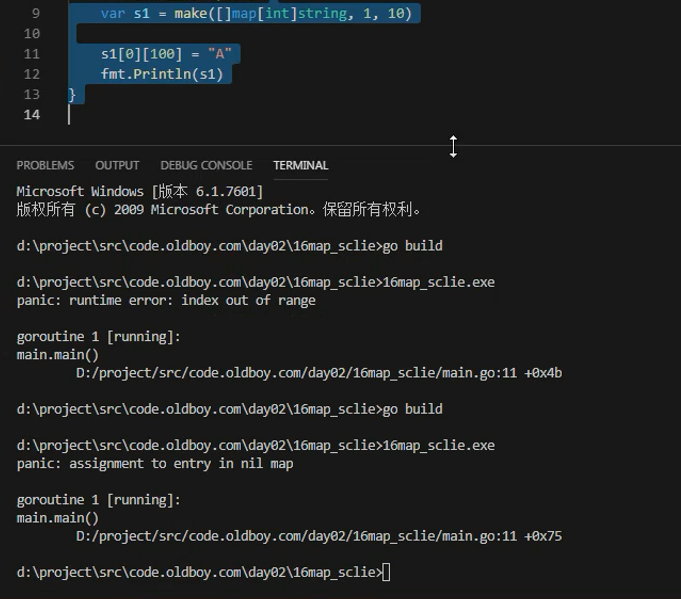 9 var s1 = make([]map[int]string, 1, 10)
10
11 s1[0][100] = "A"
12 fmt.Println(s1)
13 }
14
PROBLEMS OUTPUT DEBUG CONSOLE TERMINAL
Microsoft Windows [版本 6.1.7601]
版权所有 (c) 2009 Microsoft Corporation。保留所有权利。
d:\project\src\code.oldboy.com\day02\16map_sclie>go build
d:\project\src\code.oldboy.com\day02\16map_sclie>16map_sclie.exe
panic: runtime error: index out of range
goroutine 1 [running]:
main.main()
D:/project/src/code.oldboy.com/day02/16map_sclie/main.go:11 +0x4b
d:\project\src\code.oldboy.com\day02\16map_sclie>go build
d:\project\src\code.oldboy.com\day02\16map_sclie>16map_sclie.exe
panic: assignment to entry in nil map
goroutine 1 [running]:
main.main()
D:/project/src/code.oldboy.com/day02/16map_sclie/main.go:11 +0x75
d:\project\src\code.oldboy.com\day02\16map_sclie>